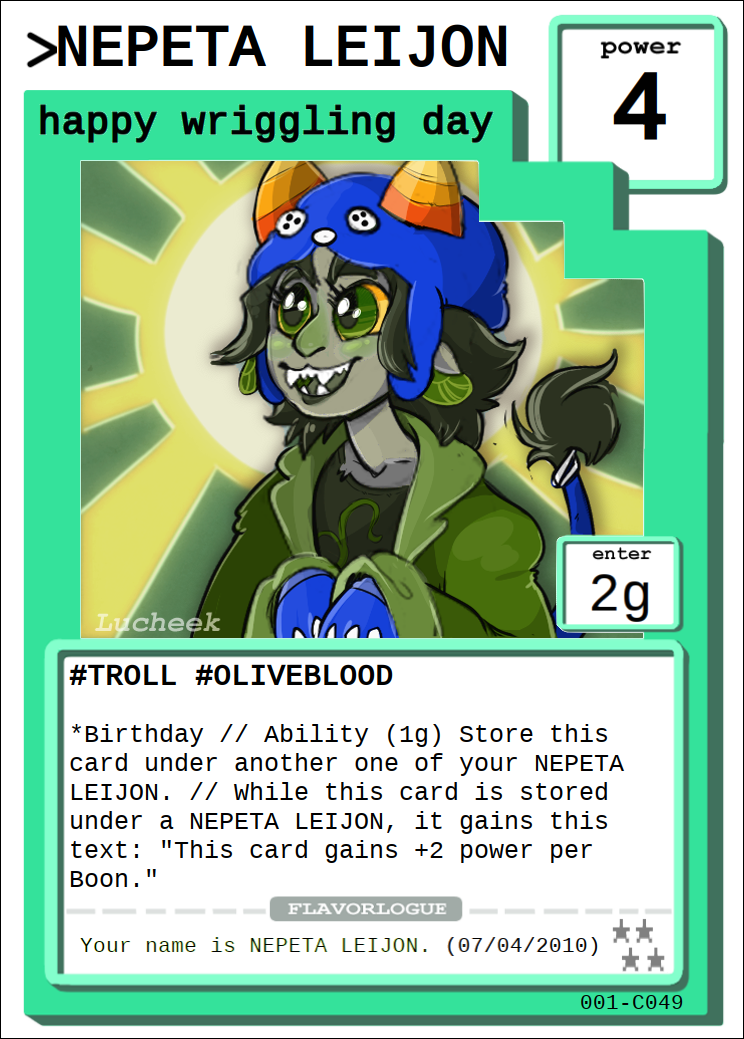 >NEPETA LEIJON
power
4
happy wriggling day
Lucheek
enter
2g
#TROLL #OLIVEBLOOD
*Birthday // Ability (1g) Store this
card under another one of your NEPETA
LEIJON. // While this card is stored
under a NEPETA LEIJON, it gains this
text: "This card gains +2 power per
Boon."
FLAVORLOGUE
Your name is NEPETA LEIJON. (07/04/2010)
001-C049